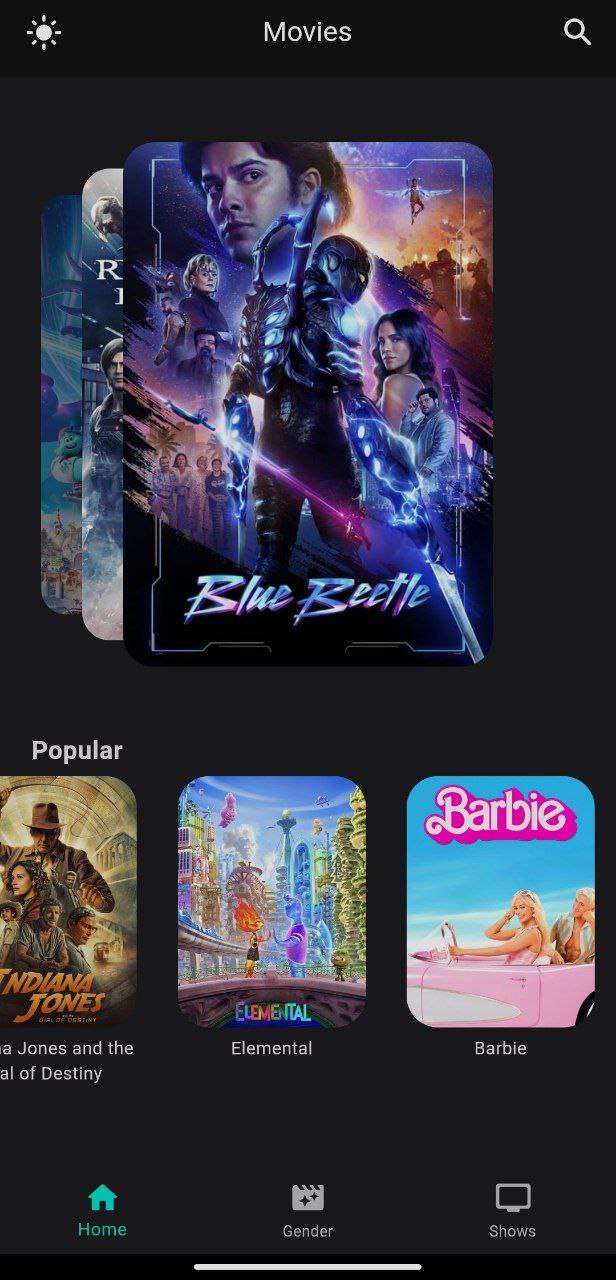 Movies
R
Blue Beetle
Popular
INDIANA
JONES
DIAL OF DESTINY
ELEMENTAL
Barbie
na Jones and the
al of Destiny
Elemental
Barbie
Home
Gender
Shows